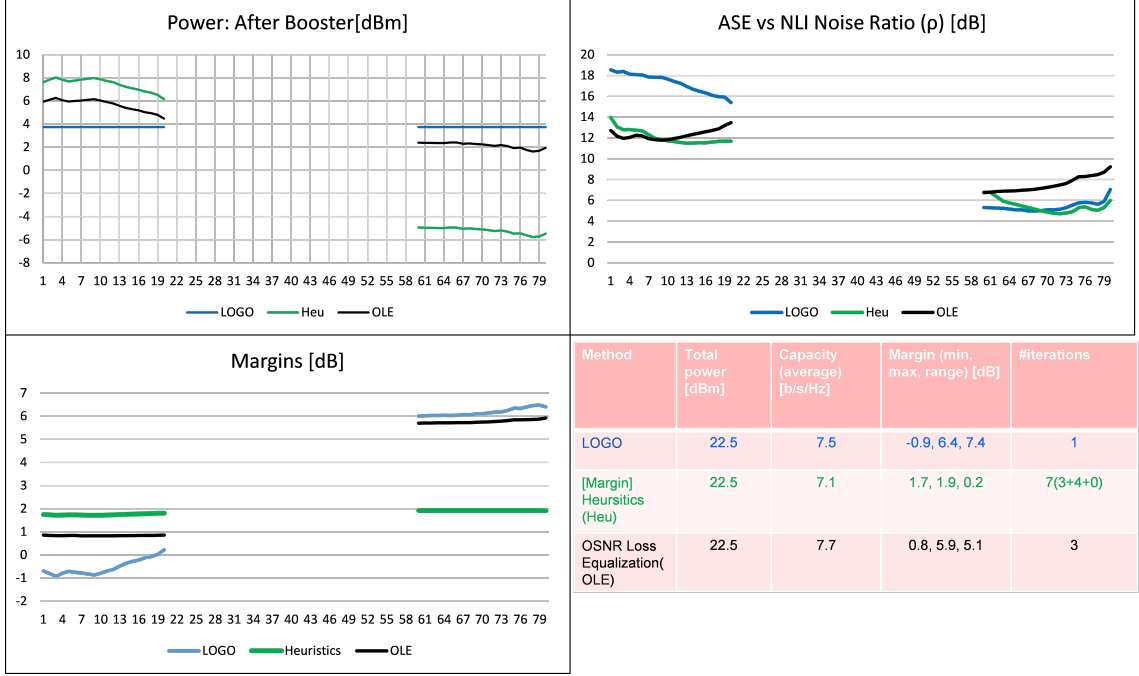 Power: After Booster[dBm]
10
8
6
4
2
0
-2
-4
-6
-8
1 4 7 10 13 16 19 22 25 28 31 34 37 40 43 46 49 52 55 58 61 64 67 70 73 76 79
LOGO Heu OLE
ASE vs NLI Noise Ratio (ρ) [dB]
20
18
16
14
12
10
8
6
4
2
0
1 4 7 10 13 16 19 22 25 28 31 34 37 40 43 46 49 52 55 58 61 64 67 70 73 76 79
LOGO Heu OLE
Margins [dB]
7
6
5
4
3
2
1
0
-1
-2
1 4 7 10 13 16 19 22 25 28 31 34 37 40 43 46 49 52 55 58 61 64 67 70 73 76 79
LOGO Heuristics OLE
Method
Total
power
[dBm]
Capacity
(average)
[b/s/Hz]
Margin (min,
max, range) [dB]
#iterations
LOGO 22.5 7.5 -0.9, 6.4, 7.4 1
[Margin]
Heursitics
(Heu)
22.5 7.1 1.7, 1.9, 0.2 7(3+4+0)
OSNR Loss
Equalization(
OLE)
22.5 7.7 0.8, 5.9, 5.1 3